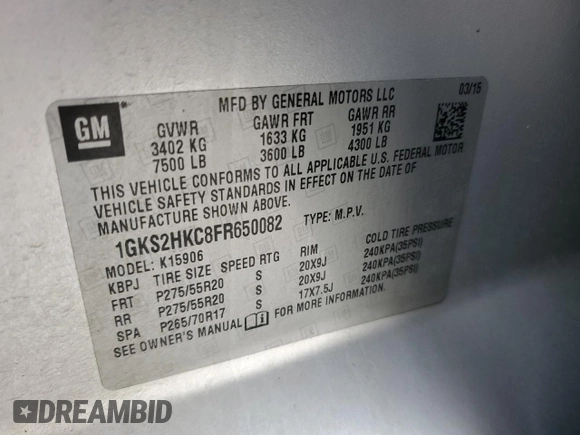 GM
MFD BY GENERAL MOTORS LLC 03/15
GVWR GAWR FRT GAWR RR
3402 KG 1633 KG 1951 KG
7500 LB 3600 LB 4300 LB
THIS VEHICLE CONFORMS TO ALL APPLICABLE U.S. FEDERAL MOTOR
VEHICLE SAFETY STANDARDS IN EFFECT ON THE DATE OF
MANUFACTURE SHOWN ABOVE.
1GKS2HKC8FR650082 TYPE: M.P.V.
MODEL: K15906
KBPJ TIRE SIZE SPEED RTG RIM COLD TIRE PRESSURE
FRT P275/55R20 S 20X9J 240KPA(35PSI)
RR P275/55R20 S 20X9J 240KPA(35PSI)
SPA P265/70R17 S 17X7.5J 240KPA(35PSI)
SEE OWNER'S MANUAL FOR MORE INFORMATION.
DREAMBID